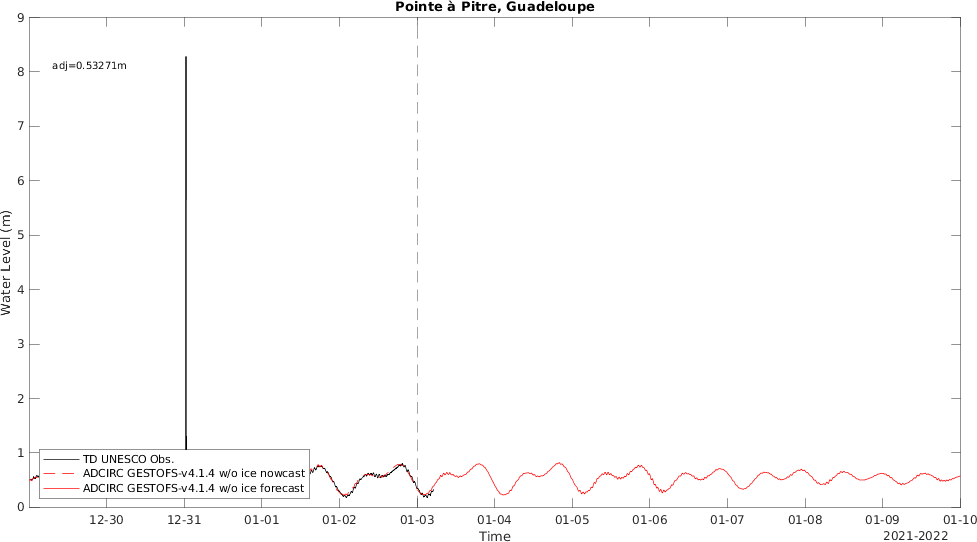 Pointe à Pitre, Guadeloupe
adj=0.53271m
9
8
7
6
5
4
3
2
1
0
Water Level (m)
TD UNESCO Obs.
ADCIRC GESTOFS-v4.1.4 w/o ice nowcast
ADCIRC GESTOFS-v4.1.4 w/o ice forecast
12-30 12-31 01-01 01-02 01-03 01-04 01-05 01-06 01-07 01-08 01-09 01-10
Time
2021-2022